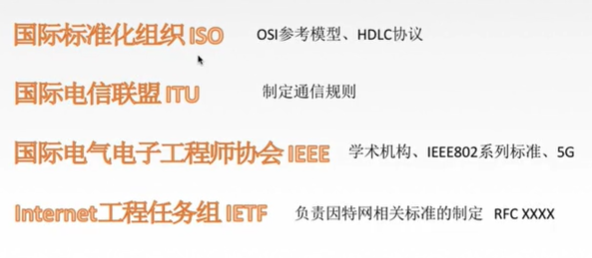 国际标准化组织 ISO OSI参考模型、HDLC协议
国际电信联盟 ITU 制定通信规则
国际电气电子工程师协会 IEEE 学术机构、IEEE802系列标准、5G
Internet工程任务组 IETF 负责因特网相关标准的制定 RFC XXXX